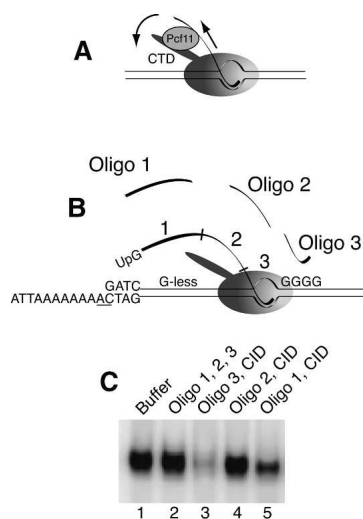 A
Pcf11
CTD
B
Oligo 1
Oligo 2
Oligo 3
1
2
3
UpG
GATC
G-less
GGGG
ATTAAAAAAAACTAG
C
Buffer
Oligo 1, 2, 3
Oligo 3, CID
Oligo 2, CID
Oligo 1, CID
1 2 3 4 5